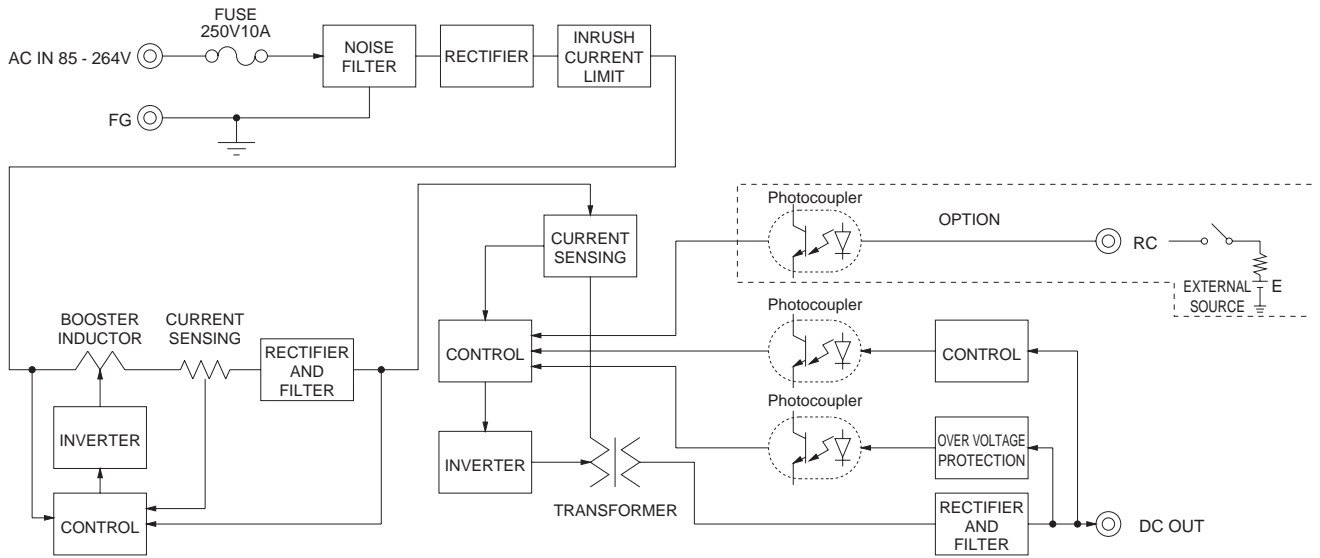 FUSE
250V10A
AC IN 85 - 264V
NOISE
FILTER
RECTIFIER
INRUSH
CURRENT
LIMIT
FG
Photocoupler
OPTION
RC
CURRENT
SENSING
EXTERNAL
SOURCE
E
BOOSTER
INDUCTOR
CURRENT
SENSING
RECTIFIER
AND
FILTER
CONTROL
Photocoupler
CONTROL
Photocoupler
INVERTER
INVERTER
OVER VOLTAGE
PROTECTION
TRANSFORMER
CONTROL
RECTIFIER
AND
FILTER
DC OUT